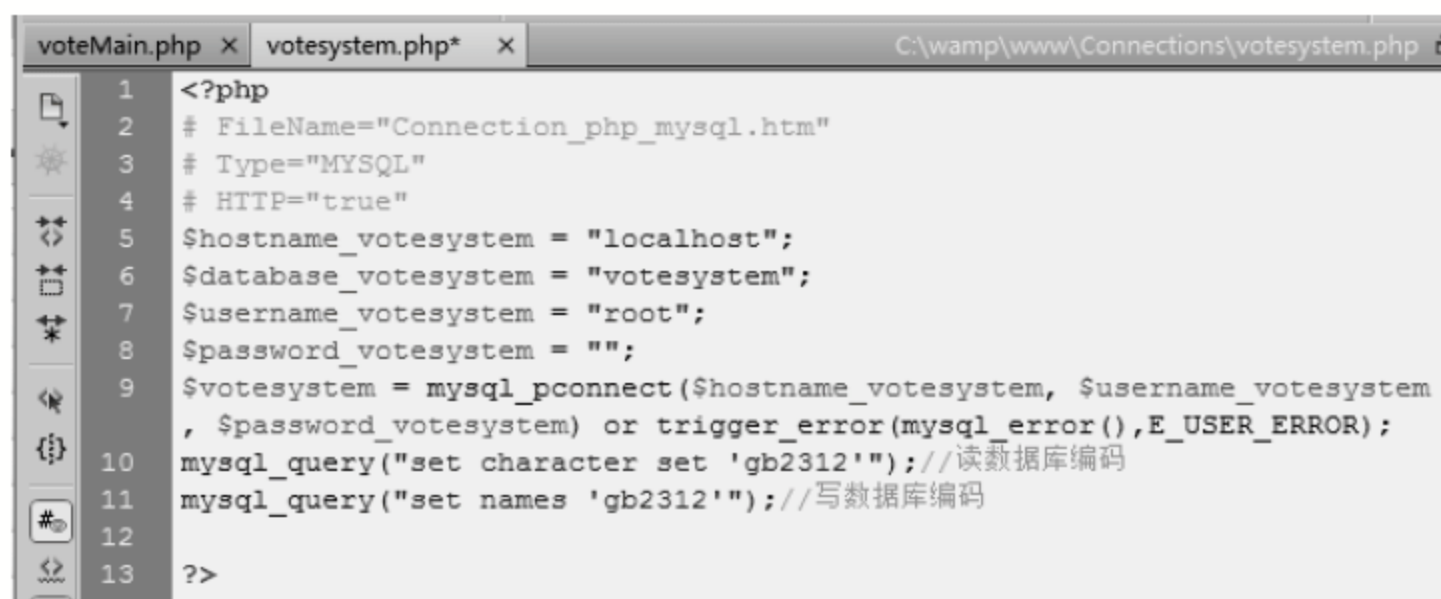 voteMain.php × votesystem.php* × C:\wamp\www\Connections\votesystem.php
1 <?php
2 # FileName="Connection_php_mysql.htm"
3 # Type="MYSQL"
4 # HTTP="true"
5 $hostname_votesystem = "localhost";
6 $database_votesystem = "votesystem";
7 $username_votesystem = "root";
8 $password_votesystem = "";
9 $votesystem = mysql_pconnect($hostname_votesystem, $username_votesystem
, $password_votesystem) or trigger_error(mysql_error(),E_USER_ERROR);
10 mysql_query("set character set 'gb2312'");//读数据库编码
11 mysql_query("set names 'gb2312'");//写数据库编码
12
13 ?>